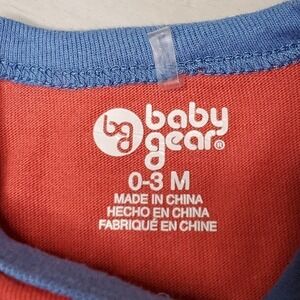 bg baby
gear®
0-3 M
MADE IN CHINA
HECHO EN CHINA
FABRIQUÉ EN CHINE